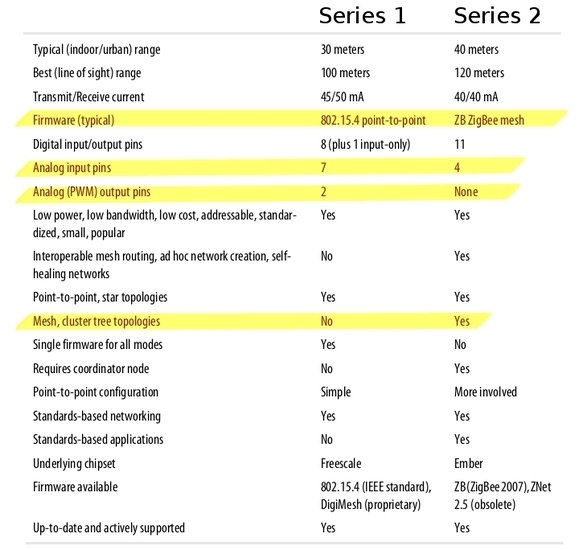 Series 1 Series 2
Typical (indoor/urban) range 30 meters 40 meters
Best (line of sight) range 100 meters 120 meters
Transmit/Receive current 45/50 mA 40/40 mA
Firmware (typical) 802.15.4 point-to-point ZB ZigBee mesh
Digital input/output pins 8 (plus 1 input-only) 11
Analog input pins 7 4
Analog (PWM) output pins 2 None
Low power, low bandwidth, low cost, addressable, standar- Yes Yes
dized, small, popular
Interoperable mesh routing, ad hoc network creation, self- No Yes
healing networks
Point-to-point, star topologies Yes Yes
Mesh, cluster tree topologies No Yes
Single firmware for all modes Yes No
Requires coordinator node No Yes
Point-to-point configuration Simple More involved
Standards-based networking Yes Yes
Standards-based applications No Yes
Underlying chipset Freescale Ember
Firmware available 802.15.4 (IEEE standard), ZB (ZigBee 2007), ZNet
DigiMesh (proprietary) 2.5 (obsolete)
Up-to-date and actively supported Yes Yes